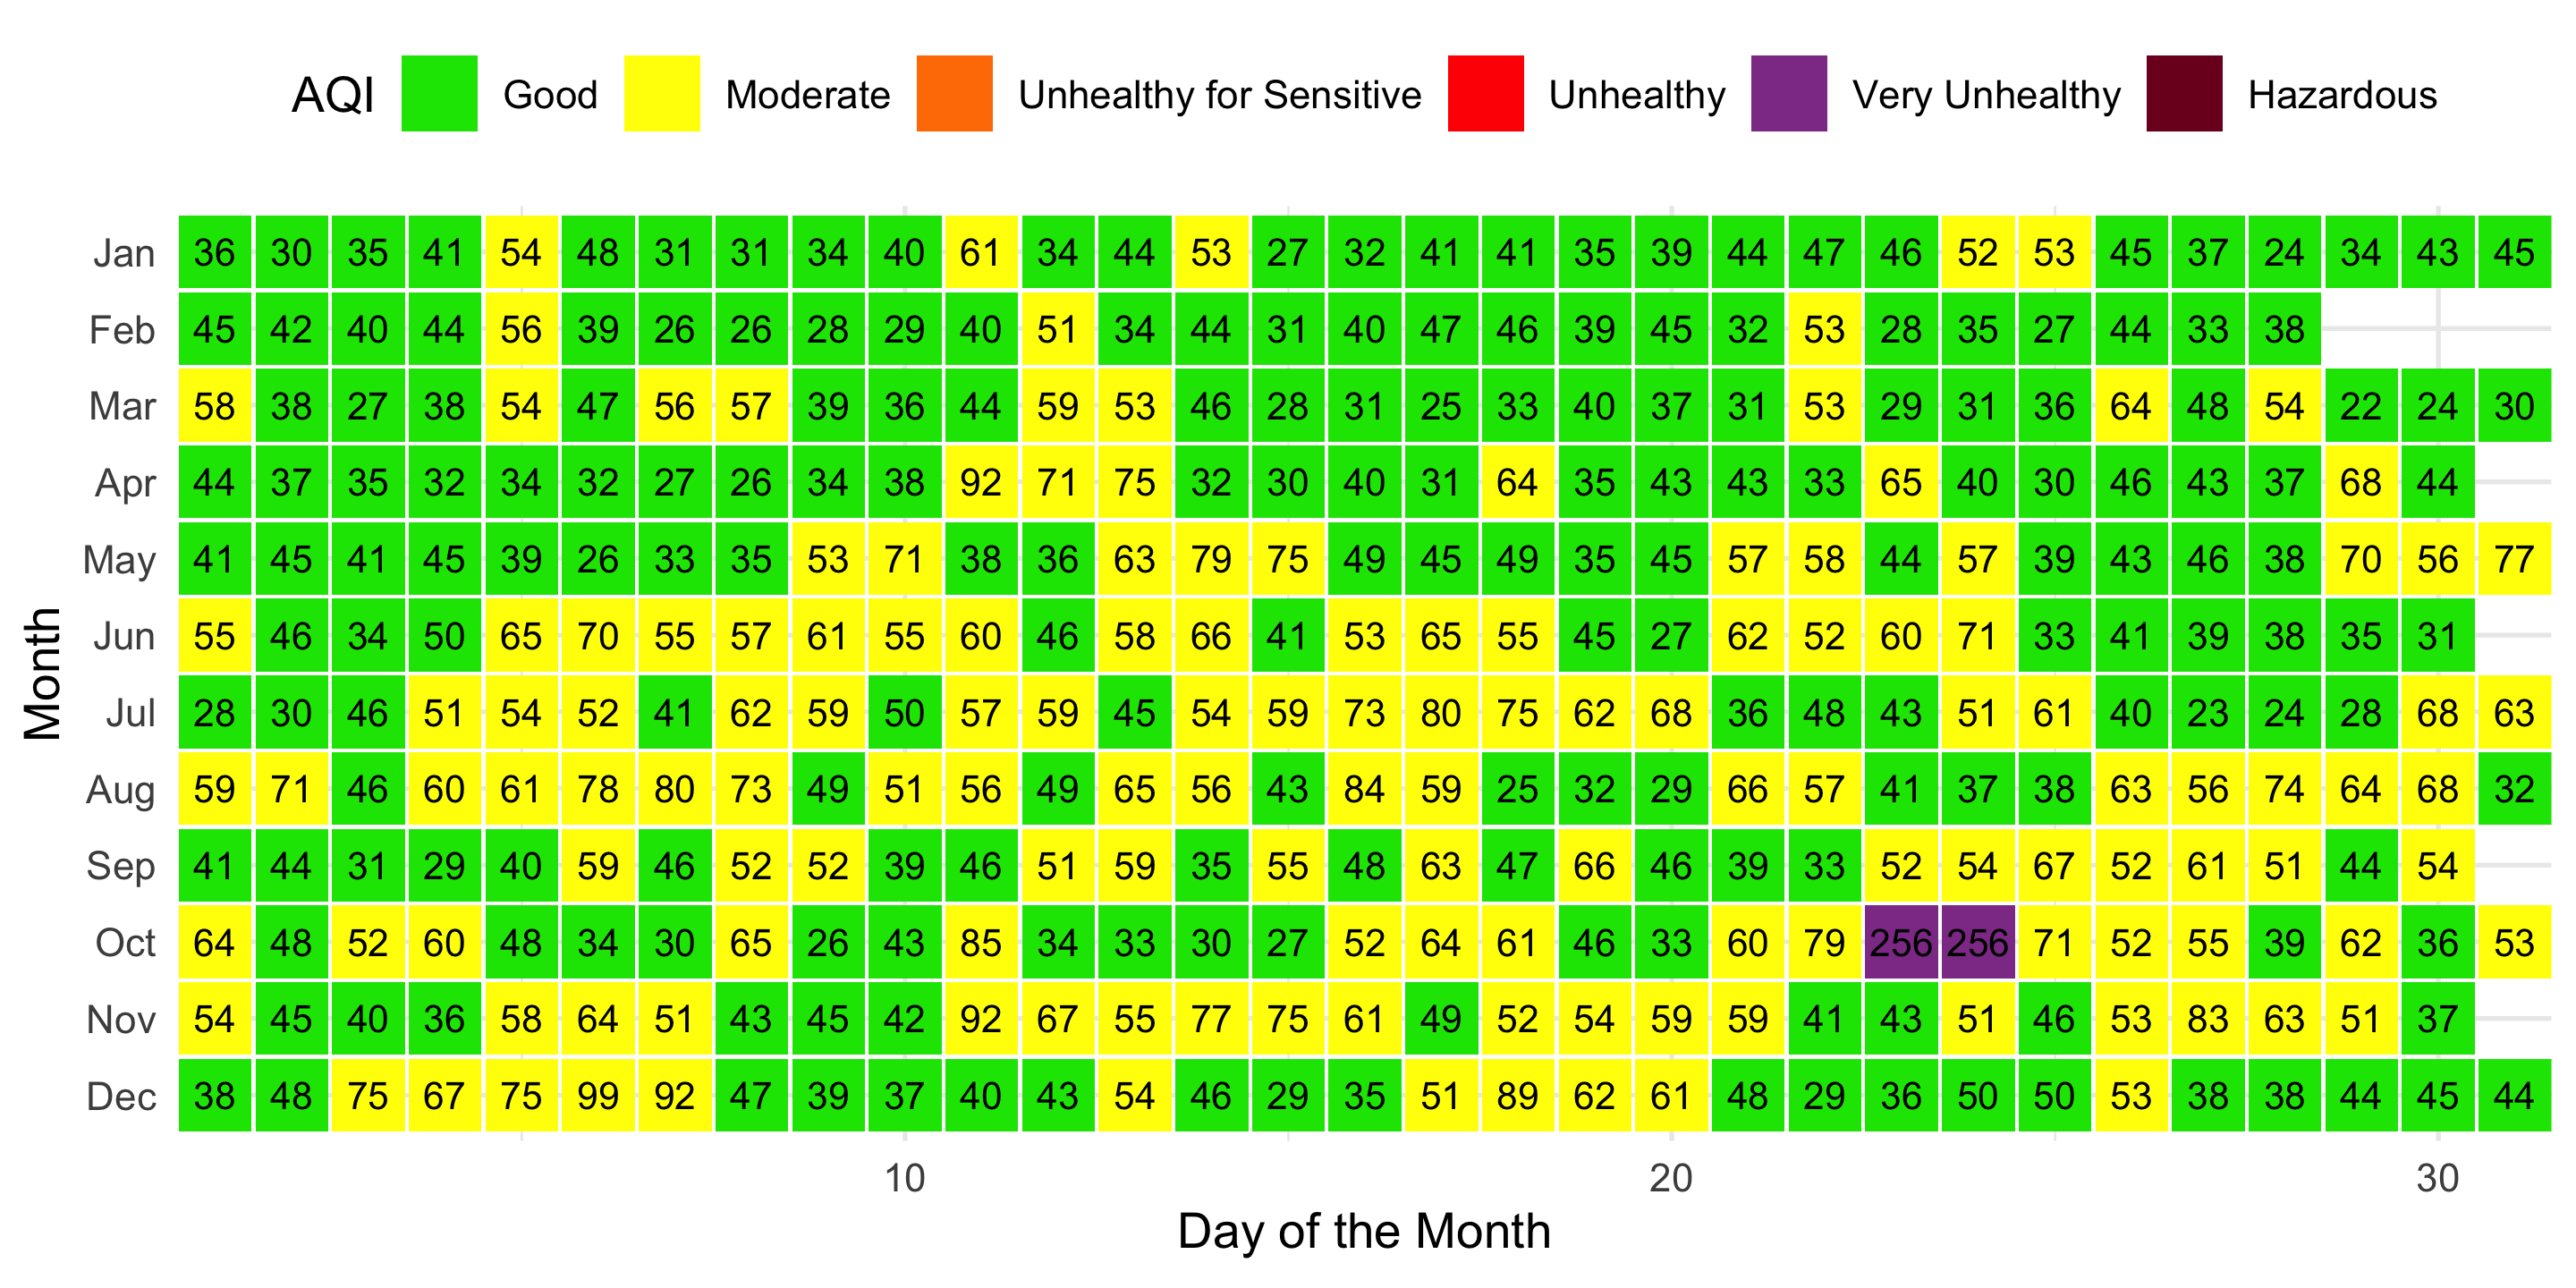 AQI Good Moderate Unhealthy for Sensitive Unhealthy Very Unhealthy Hazardous
Jan 36 30 35 41 54 48 31 31 34 40 61 34 44 53 27 32 41 41 35 39 44 47 46 52 53 45 37 24 34 43 45
Feb 45 42 40 44 56 39 26 26 28 29 40 51 34 44 31 40 47 46 39 45 32 53 28 35 27 44 33 38
Mar 58 38 27 38 54 47 56 57 39 36 44 59 53 46 28 31 25 33 40 37 31 53 29 31 36 64 48 54 22 24 30
Apr 44 37 35 32 34 32 27 26 34 38 92 71 75 32 30 40 31 64 35 43 43 33 65 40 30 46 43 37 68 44
May 41 45 41 45 39 26 33 35 53 71 38 36 63 79 75 49 45 49 35 45 57 58 44 57 39 43 46 38 70 56 77
Jun 55 46 34 50 65 70 55 57 61 55 60 46 58 66 41 53 65 55 45 27 62 52 60 71 33 41 39 38 35 31
Jul 28 30 46 51 54 52 41 62 59 50 57 59 45 54 59 73 80 75 62 68 36 48 43 51 61 40 23 24 28 68 63
Aug 59 71 46 60 61 78 80 73 49 51 56 49 65 56 43 84 59 25 32 29 66 57 41 37 38 63 56 74 64 68 32
Sep 41 44 31 29 40 59 46 52 52 39 46 51 59 35 55 48 63 47 66 46 39 33 52 54 67 52 61 51 44 54
Oct 64 48 52 60 48 34 30 65 26 43 85 34 33 30 27 52 64 61 46 33 60 79 256 256 71 52 55 39 62 36 53
Nov 54 45 40 36 58 64 51 43 45 42 92 67 55 77 75 61 49 52 54 59 59 41 43 51 46 53 83 63 51 37
Dec 38 48 75 67 75 99 92 47 39 37 40 43 54 46 29 35 51 89 62 61 48 29 36 50 50 53 38 38 44 45 44
10 20 30
Day of the Month
Month